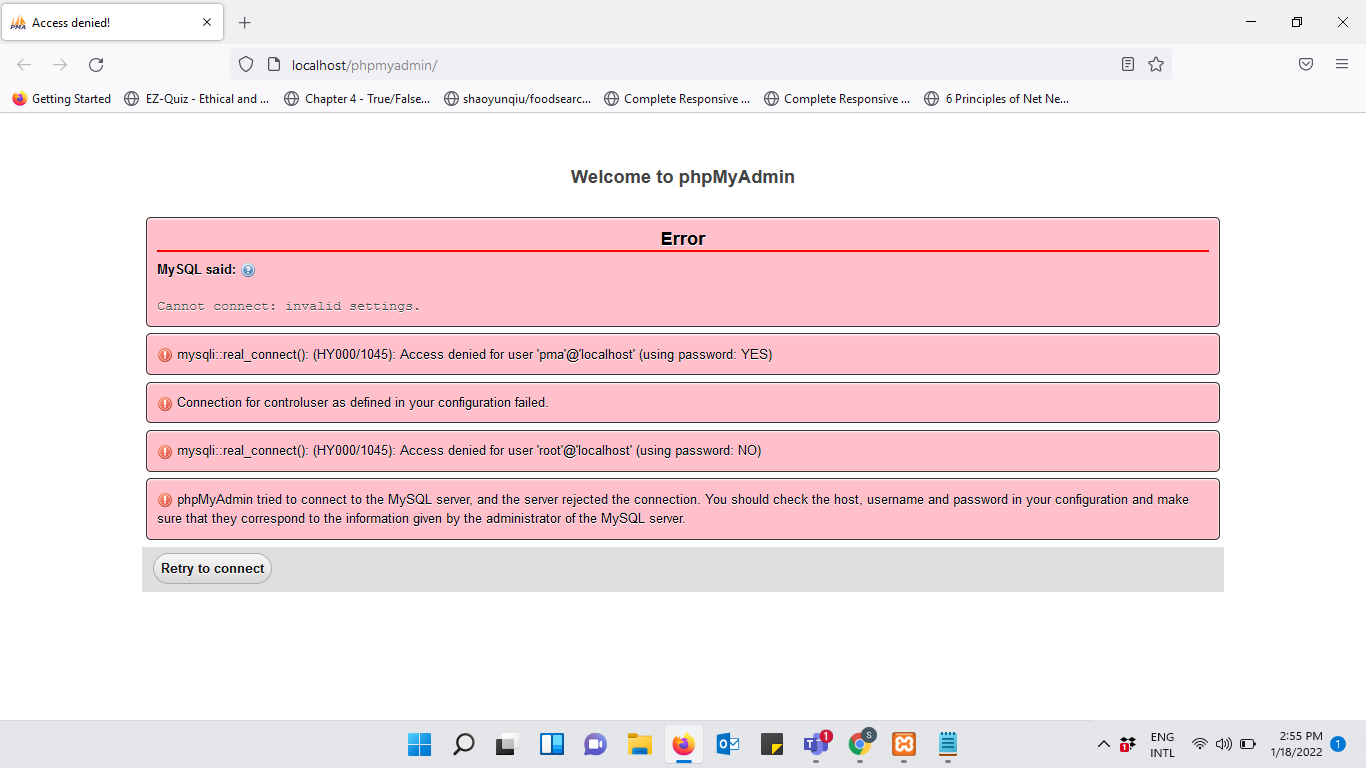 PMA Access denied!
localhost/phpmyadmin/
Getting Started EZ-Quiz - Ethical and ... Chapter 4 - True/False... shaoyunqiu/foodsearc... Complete Responsive ... Complete Responsive ... 6 Principles of Net Ne...
Welcome to phpMyAdmin
Error
MySQL said:
Cannot connect: invalid settings.
mysqli::real_connect(): (HY000/1045): Access denied for user 'pma'@'localhost' (using password: YES)
Connection for controluser as defined in your configuration failed.
mysqli::real_connect(): (HY000/1045): Access denied for user 'root'@'localhost' (using password: NO)
phpMyAdmin tried to connect to the MySQL server, and the server rejected the connection. You should check the host, username and password in your configuration and make
sure that they correspond to the information given by the administrator of the MySQL server.
Retry to connect
1 S 1 ENG 2:55 PM
INTL 1/18/2022 1